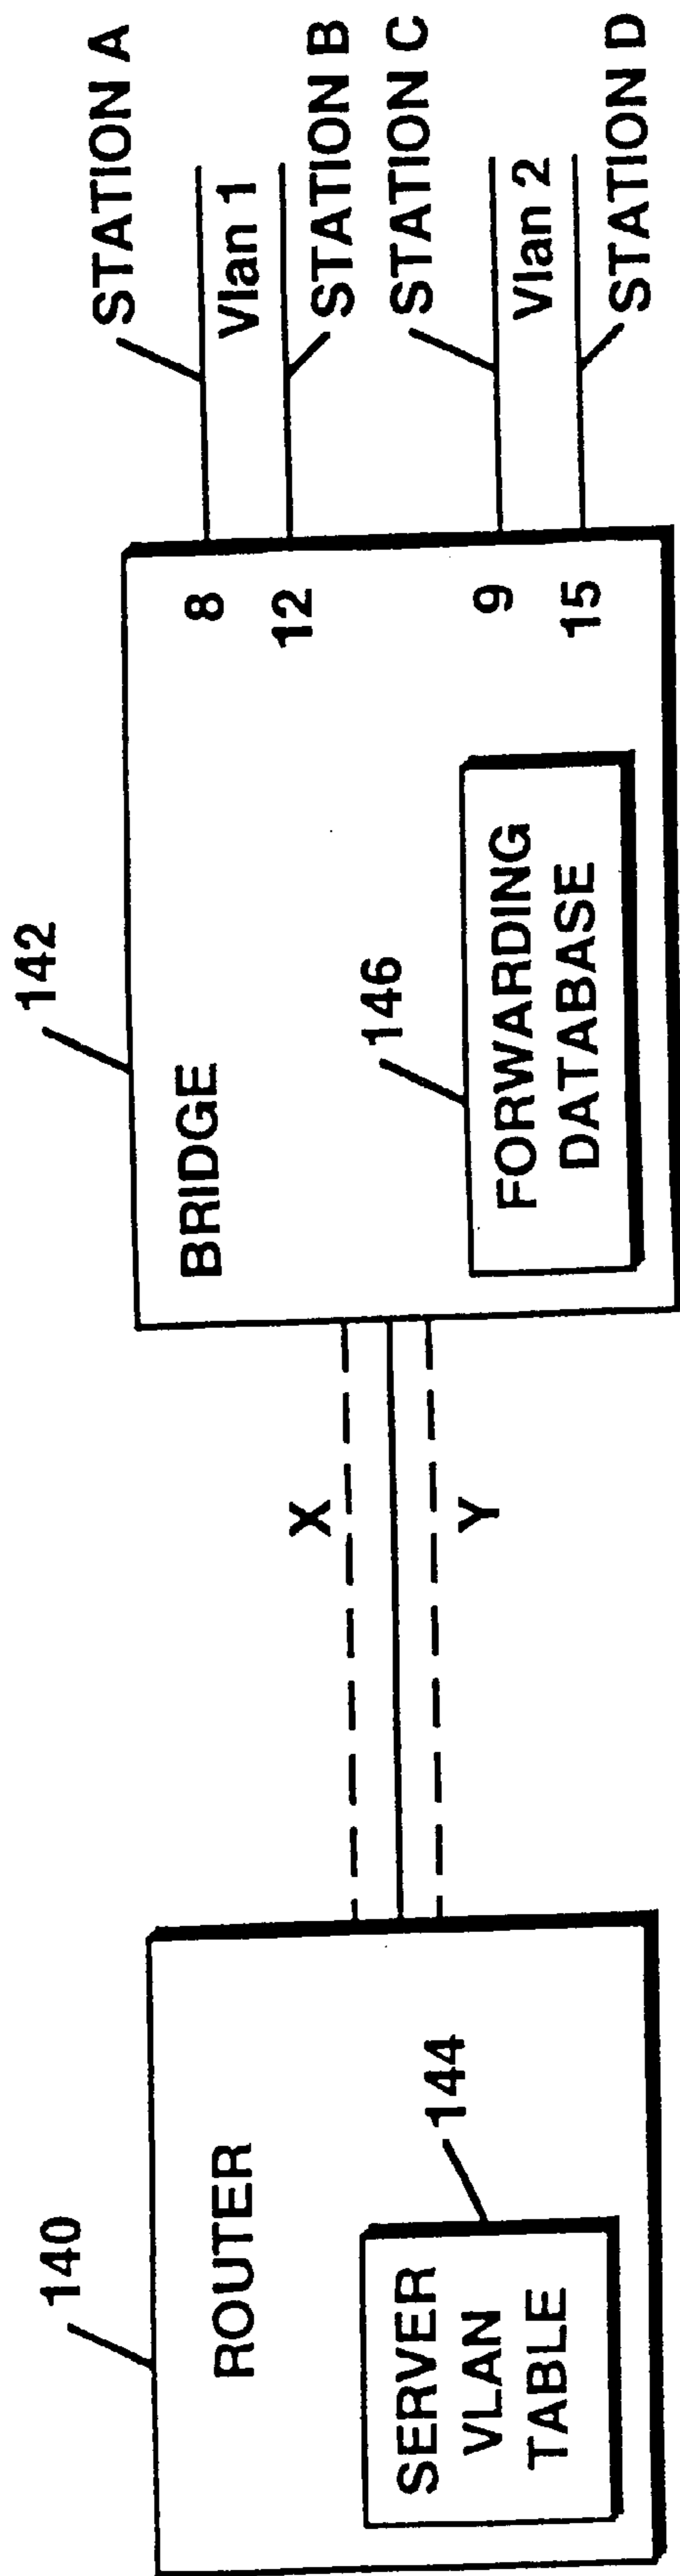 140
ROUTER
144
SERVER
VLAN
TABLE
X
Y
142
BRIDGE
146
FORWARDING
DATABASE
8
12
9
15
STATION A
Vlan 1
STATION B
STATION C
Vlan 2
STATION D